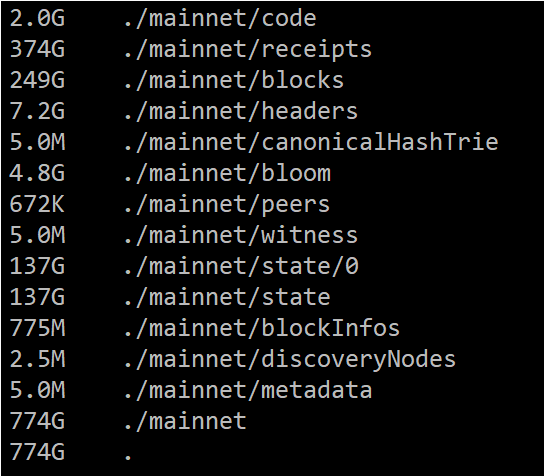 2.0G    ./mainnet/code
374G    ./mainnet/receipts
249G    ./mainnet/blocks
7.2G    ./mainnet/headers
5.0M    ./mainnet/canonicalHashTrie
4.8G    ./mainnet/bloom
672K    ./mainnet/peers
5.0M    ./mainnet/witness
137G    ./mainnet/state/0
137G    ./mainnet/state
775M    ./mainnet/blockInfos
2.5M    ./mainnet/discoveryNodes
5.0M    ./mainnet/metadata
774G    ./mainnet
774G    .